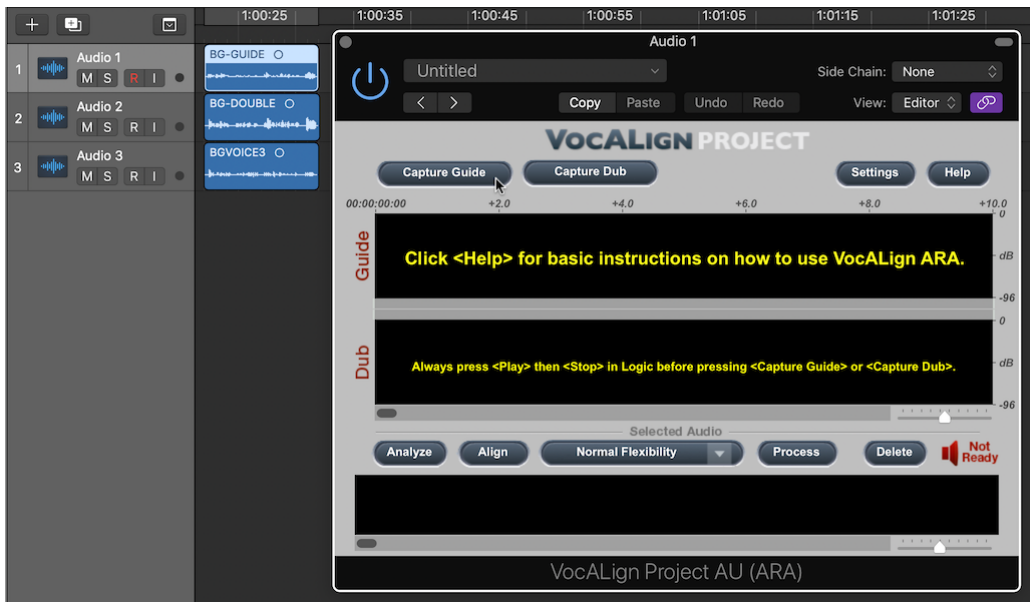 1:00:25 1:00:35 1:00:45 1:00:55 1:01:05 1:01:15 1:01:25
Audio 1
1 Audio 1 BG-GUIDE
M S R I
Untitled Side Chain: None
Copy Paste Undo Redo View: Editor
2 Audio 2 BG-DOUBLE
M S R I
3 Audio 3 BGVOICE3
M S R I
VOCALIGN PROJECT
Capture Guide Capture Dub Settings Help
00:00:00:00 +2.0 +4.0 +6.0 +8.0 +10.0
0
Guide
Click <Help> for basic instructions on how to use VocALign ARA.
dB
-96
0
Dub
Always press <Play> then <Stop> in Logic before pressing <Capture Guide> or <Capture Dub>.
dB
-96
Selected Audio
Analyze Align Normal Flexibility Process Delete Not
Ready
VocALign Project AU (ARA)